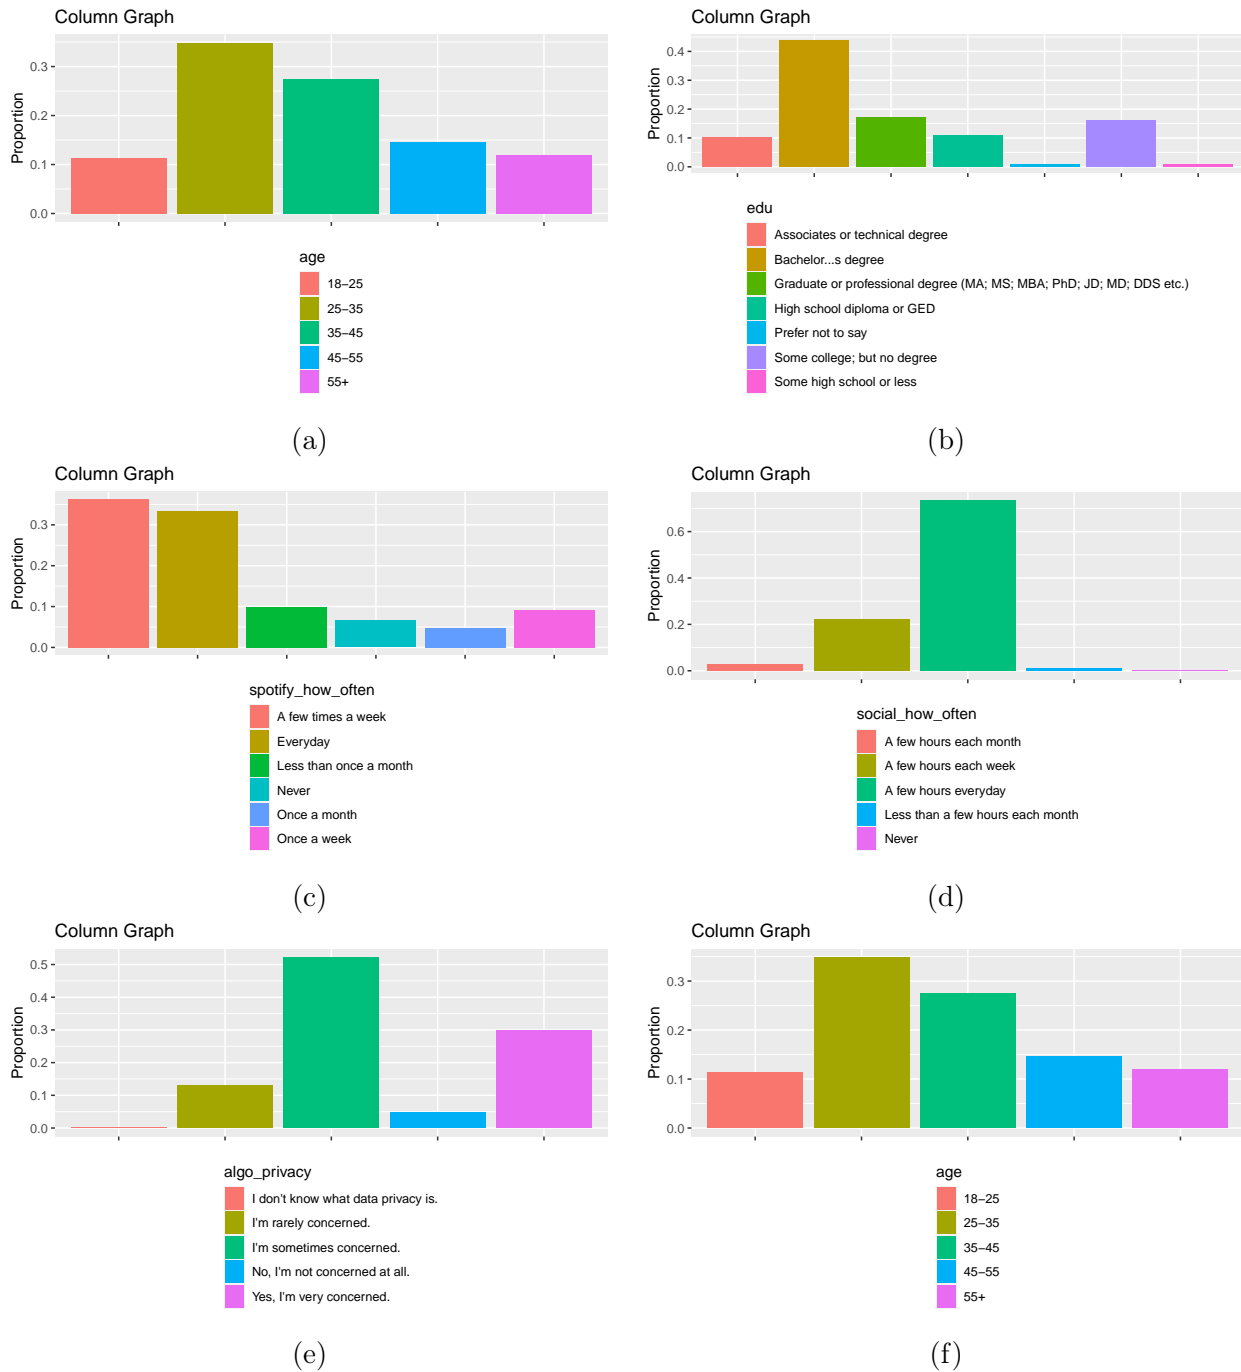 Column Graph
Proportion
0.3
0.2
0.1
0.0
age
18−25
25−35
35−45
45−55
55+
(a)
Column Graph
Proportion
0.4
0.3
0.2
0.1
0.0
edu
Associates or technical degree
Bachelor...s degree
Graduate or professional degree (MA; MS; MBA; PhD; JD; MD; DDS etc.)
High school diploma or GED
Prefer not to say
Some college; but no degree
Some high school or less
(b)
Column Graph
Proportion
0.3
0.2
0.1
0.0
spotify_how_often
A few times a week
Everyday
Less than once a month
Never
Once a month
Once a week
(c)
Column Graph
Proportion
0.6
0.4
0.2
0.0
social_how_often
A few hours each month
A few hours each week
A few hours everyday
Less than a few hours each month
Never
(d)
Column Graph
Proportion
0.5
0.4
0.3
0.2
0.1
0.0
algo_privacy
I don't know what data privacy is.
I'm rarely concerned.
I'm sometimes concerned.
No, I'm not concerned at all.
Yes, I'm very concerned.
(e)
Column Graph
Proportion
0.3
0.2
0.1
0.0
age
18−25
25−35
35−45
45−55
55+
(f)